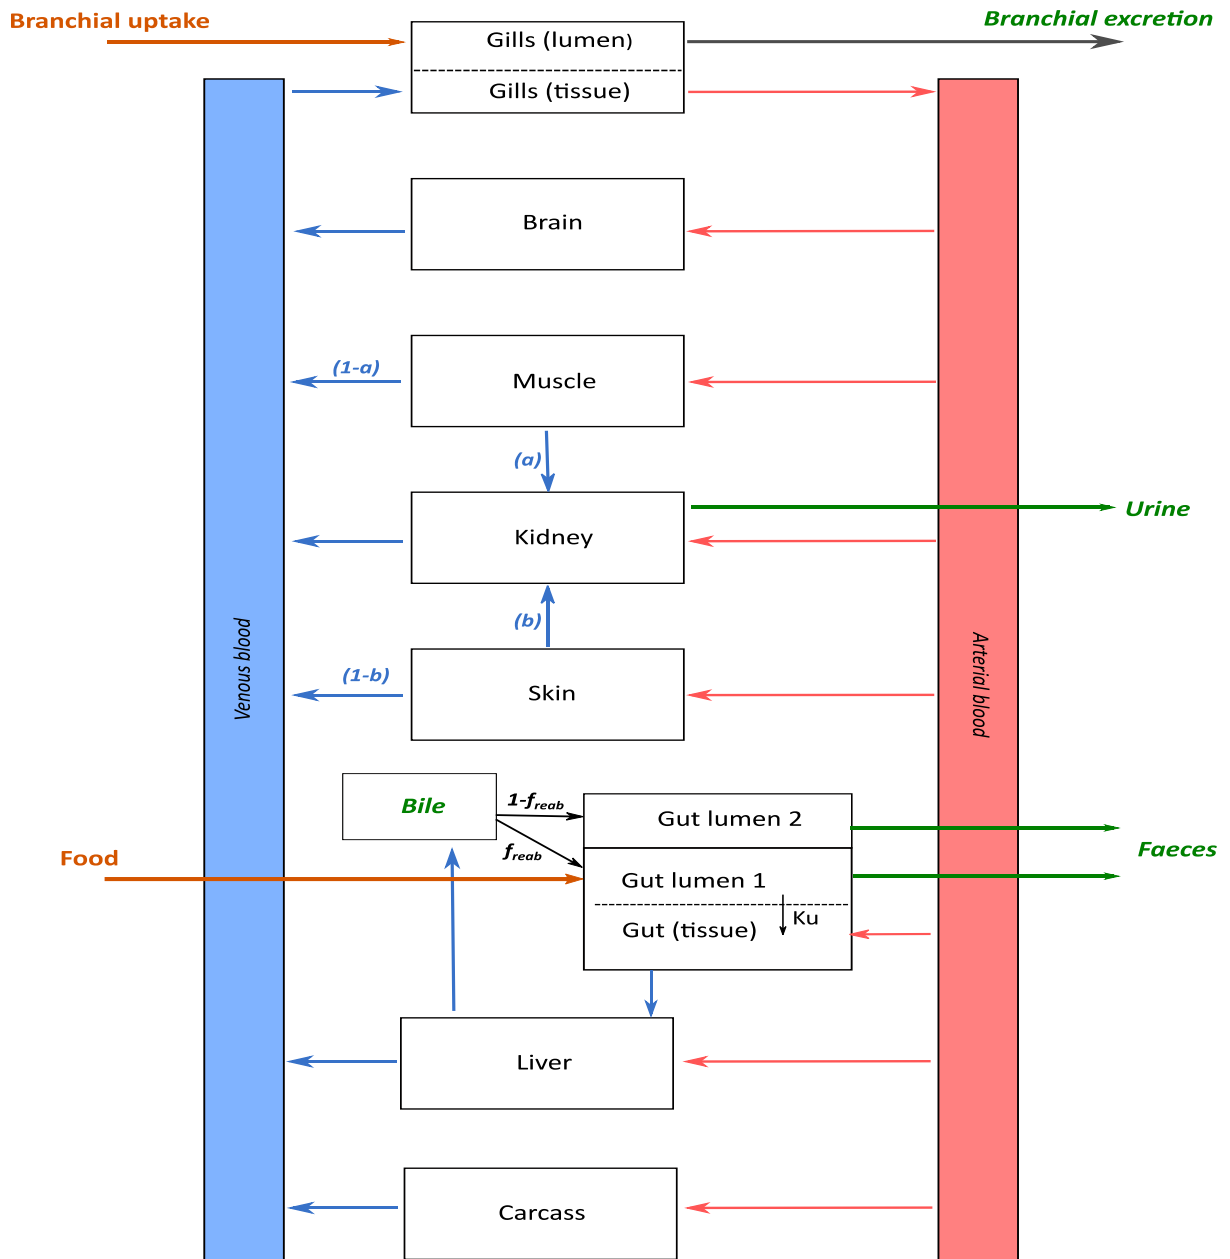 Branchial uptake
Branchial excretion
Gills (lumen)
Gills (tissue)
Brain
(1-a)
Muscle
(a)
Kidney
Urine
(b)
(1-b)
Skin
Venous blood
Arterial blood
Bile
1-freab
freab
Gut lumen 2
Food
Gut lumen 1
Faeces
Ku
Gut (tissue)
Liver
Carcass